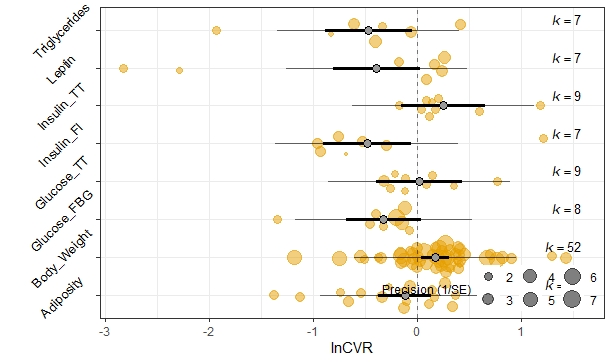 Triglycerides
k = 7
Leptin
k = 7
Insulin_TT
k = 9
Insulin_FI
k = 7
Glucose_TT
k = 9
Glucose_FBG
k = 8
Body_Weight
k = 52
Adiposity
k =
Precision (1/SE)
2 4 6
3 5 7
-3 -2 -1 0 1
lnCVR